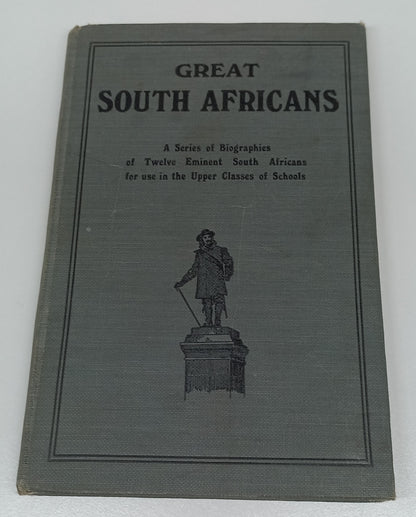 GREAT
SOUTH AFRICANS
A Series of Biographies
of Twelve Eminent South Africans
for use in the Upper Classes of Schools